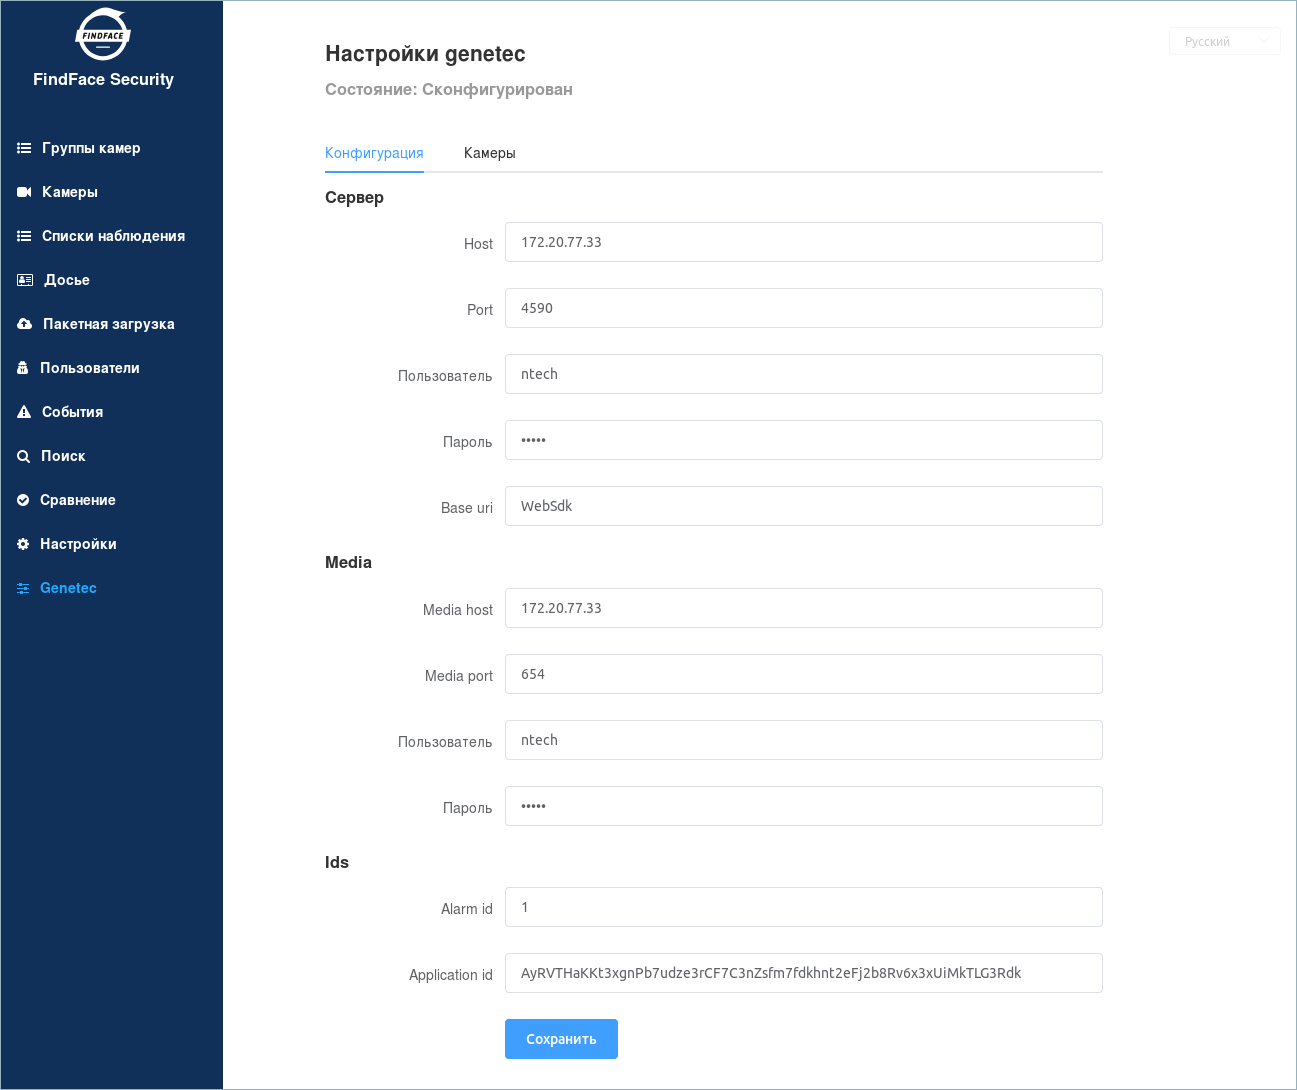 FINDFACE
FindFace Security
Группы камер
Камеры
Списки наблюдения
Досье
Пакетная загрузка
Пользователи
События
Поиск
Сравнение
Настройки
Genetec
Русский
Настройки genetec
Состояние: Сконфигурирован
Конфигурация Камеры
Сервер
Host 172.20.77.33
Port 4590
Пользователь ntech
Пароль •••••
Base uri WebSdk
Media
Media host 172.20.77.33
Media port 654
Пользователь ntech
Пароль •••••
Ids
Alarm id 1
Application id AyRVTHaKKt3xgnPb7udze3rCF7C3nZsfm7fdkhnt2eFj2b8Rv6x3xUiMkTLG3Rdk
Сохранить